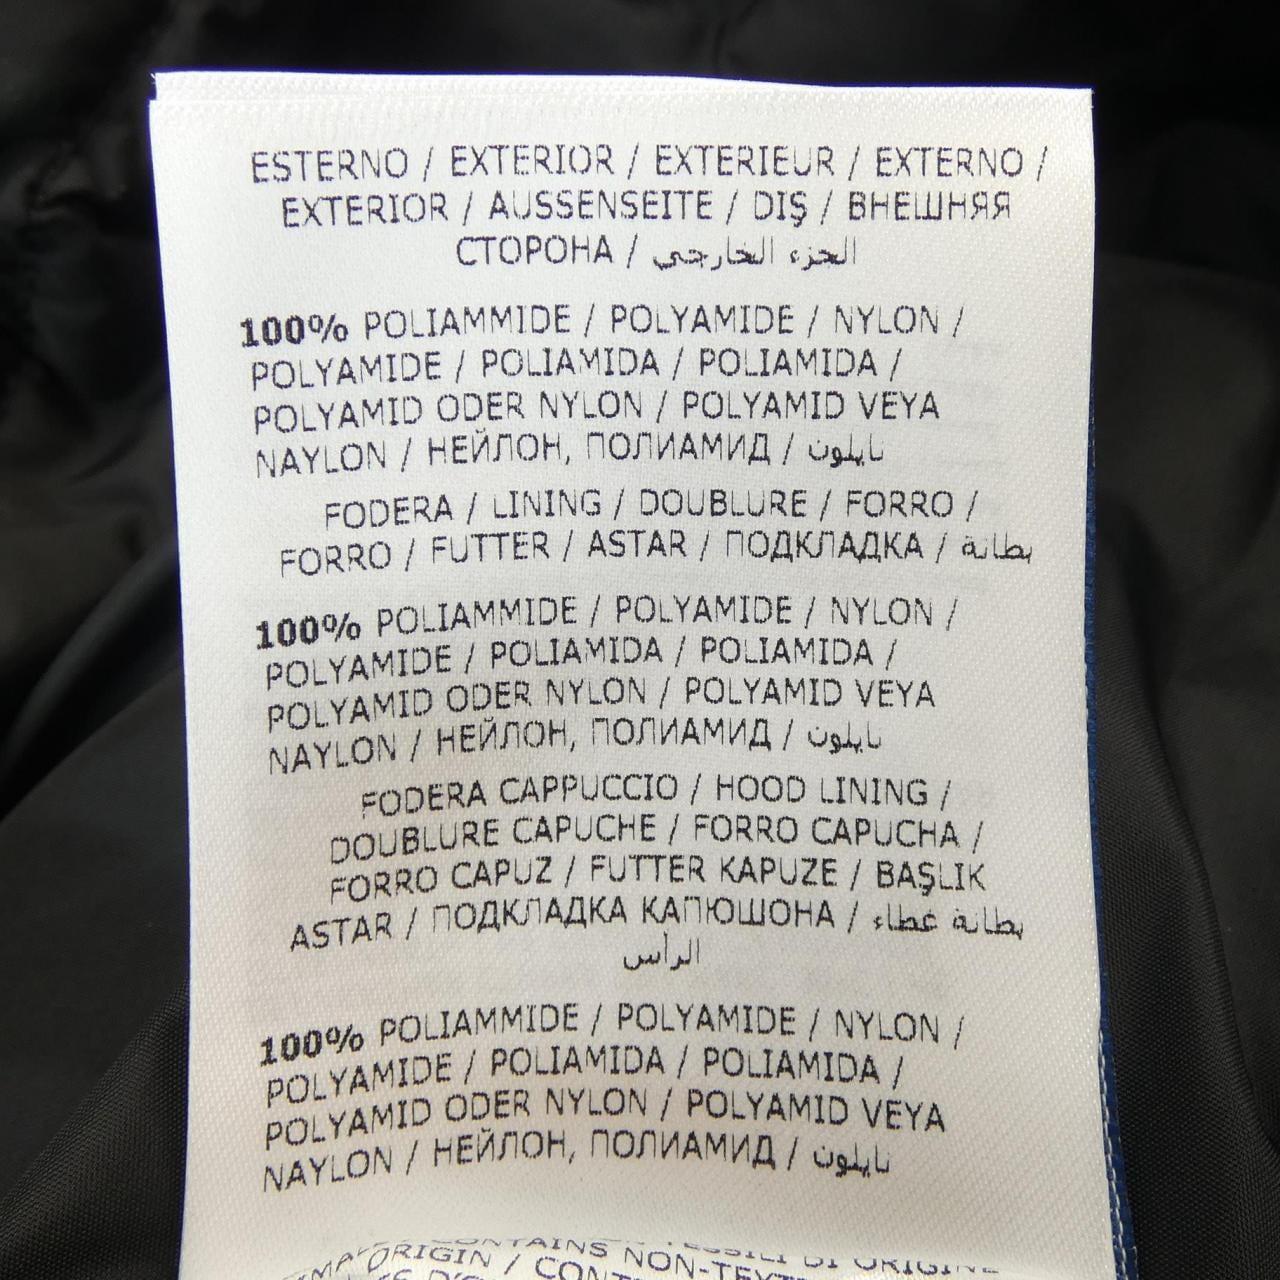 ESTERNO / EXTERIOR / EXTERIEUR / EXTERNO /
EXTERIOR / AUSSENSEITE / DIŞ / ВНЕШНЯЯ
СТОРОНА / الجزء الخارجي
100% POLIAMMIDE / POLYAMIDE / NYLON /
POLYAMIDE / POLIAMIDA / POLIAMIDA /
POLYAMID ODER NYLON / POLYAMID VEYA
NAYLON / НЕЙЛОН, ПОЛИАМИД / نايلون
FODERA / LINING / DOUBLURE / FORRO /
FORRO / FUTTER / ASTAR / ПОДКЛАДКА / بطانة
100% POLIAMMIDE / POLYAMIDE / NYLON /
POLYAMIDE / POLIAMIDA / POLIAMIDA /
POLYAMID ODER NYLON / POLYAMID VEYA
NAYLON / НЕЙЛОН, ПОЛИАМИД / نايلون
FODERA CAPPUCCIO / HOOD LINING /
DOUBLURE CAPUCHE / FORRO CAPUCHA /
FORRO CAPUZ / FUTTER KAPUZE / BAŞLIK
ASTAR / ПОДКЛАДКА КАПЮШОНА / بطانة غطاء
الرأس
100% POLIAMMIDE / POLYAMIDE / NYLON /
POLYAMIDE / POLIAMIDA / POLIAMIDA /
POLYAMID ODER NYLON / POLYAMID VEYA
NAYLON / НЕЙЛОН, ПОЛИАМИД / نايلون
CONTAINS DI ORIGINE
ORIGIN /